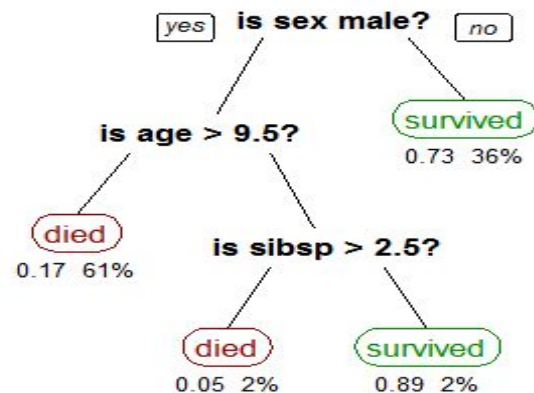 yes is sex male? no
survived
0.73 36%
is age > 9.5?
died
0.17 61%
is sibsp > 2.5?
died survived
0.05 2% 0.89 2%